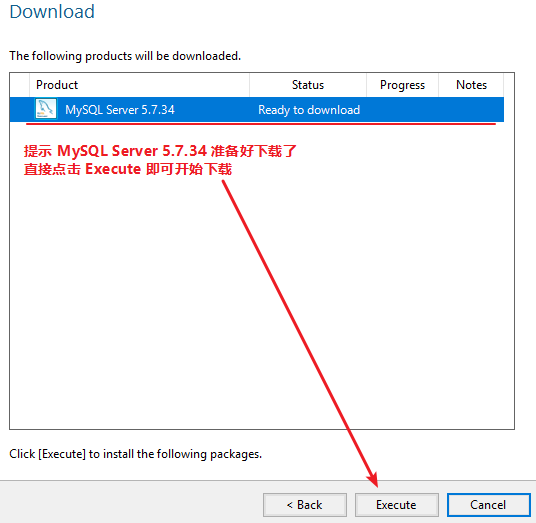 Download
The following products will be downloaded.
Product Status Progress Notes
MySQL Server 5.7.34 Ready to download
提示 MySQL Server 5.7.34 准备好下载了
直接点击 Execute 即可开始下载
Click [Execute] to install the following packages.
< Back Execute Cancel